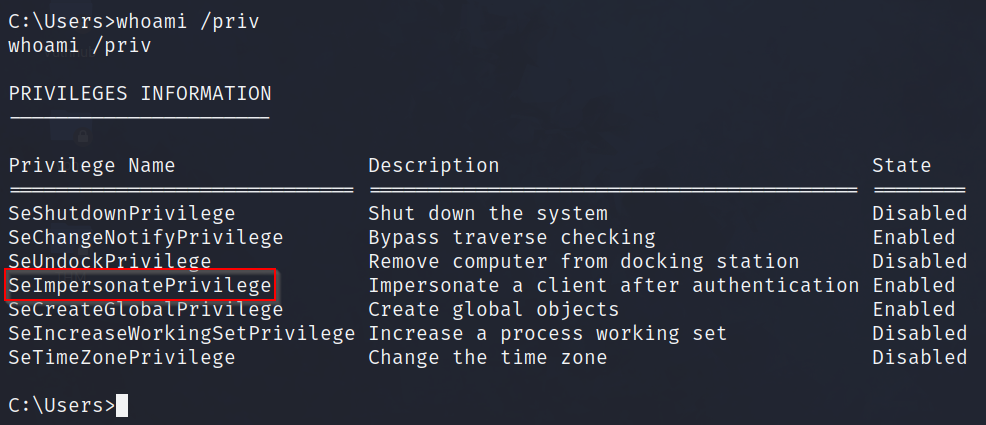 C:\Users>whoami /priv
whoami /priv
PRIVILEGES INFORMATION
----------------------
Privilege Name                Description                               State
============================= ========================================= ========
SeShutdownPrivilege           Shut down the system                      Disabled
SeChangeNotifyPrivilege       Bypass traverse checking                  Enabled
SeUndockPrivilege             Remove computer from docking station      Disabled
SeImpersonatePrivilege        Impersonate a client after authentication Enabled
SeCreateGlobalPrivilege       Create global objects                     Enabled
SeIncreaseWorkingSetPrivilege Increase a process working set            Disabled
SeTimeZonePrivilege           Change the time zone                      Disabled
C:\Users>